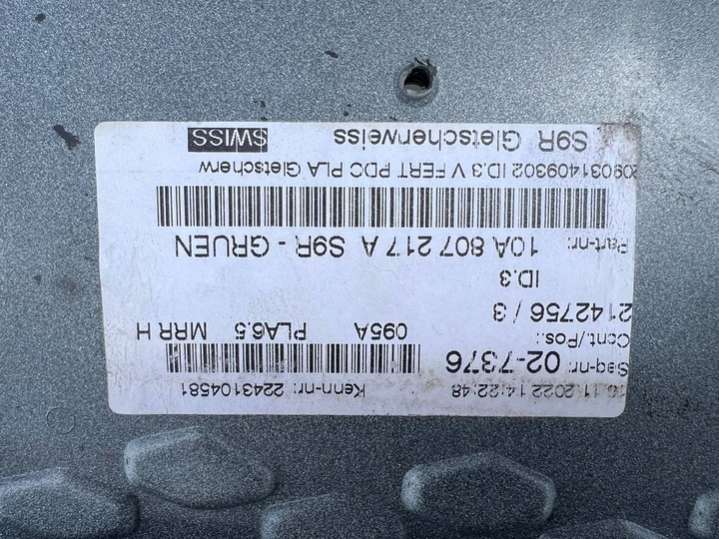 16.11.2022 14:22:48 Kenn-nr: 2243104581
Saq-nr: 02-7376
Cont./Pos.: 095A PLA6.5 MRR H
2142756 / 3
ID.3
Part-nr: 10A 807 217 A S9R - GRUEN
209031409302 ID.3 V FERT PDC PLA Gletscherw
S9R Gletscherweiss SWISS